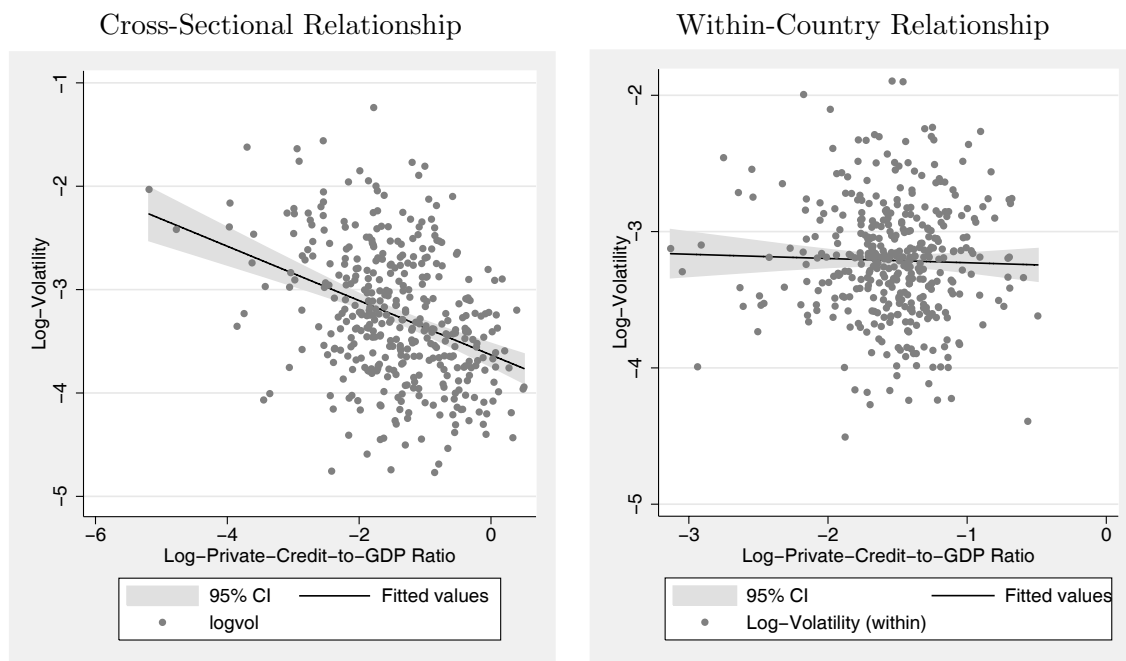 Cross-Sectional Relationship
−1
−2
−3
−4
−5
Log−Volatility
−6
−4
−2
0
Log−Private−Credit−to−GDP Ratio
95% CI
Fitted values
logvol
Within-Country Relationship
−2
−3
−4
−5
Log−Volatility
−3
−2
−1
0
Log−Private−Credit−to−GDP Ratio
95% CI
Fitted values
Log−Volatility (within)